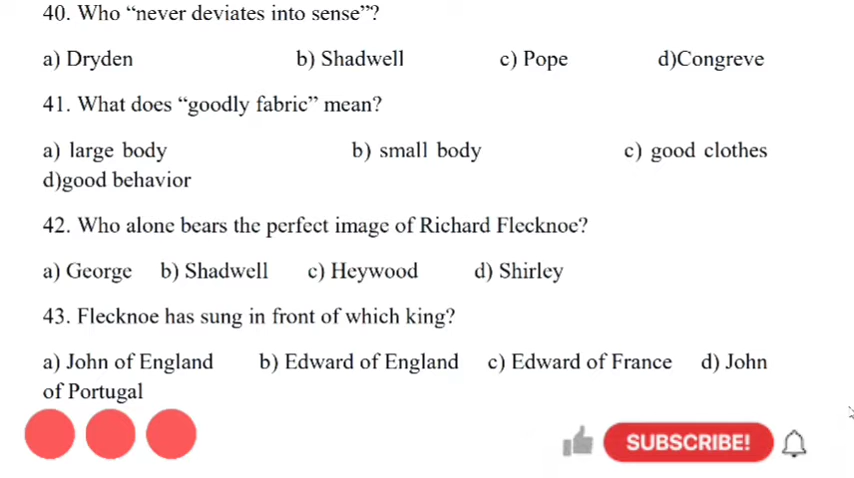 40. Who “never deviates into sense”?
a) Dryden b) Shadwell c) Pope d)Congreve
41. What does “goodly fabric” mean?
a) large body b) small body c) good clothes
d)good behavior
42. Who alone bears the perfect image of Richard Flecknoe?
a) George b) Shadwell c) Heywood d) Shirley
43. Flecknoe has sung in front of which king?
a) John of England b) Edward of England c) Edward of France d) John
of Portugal
SUBSCRIBE!